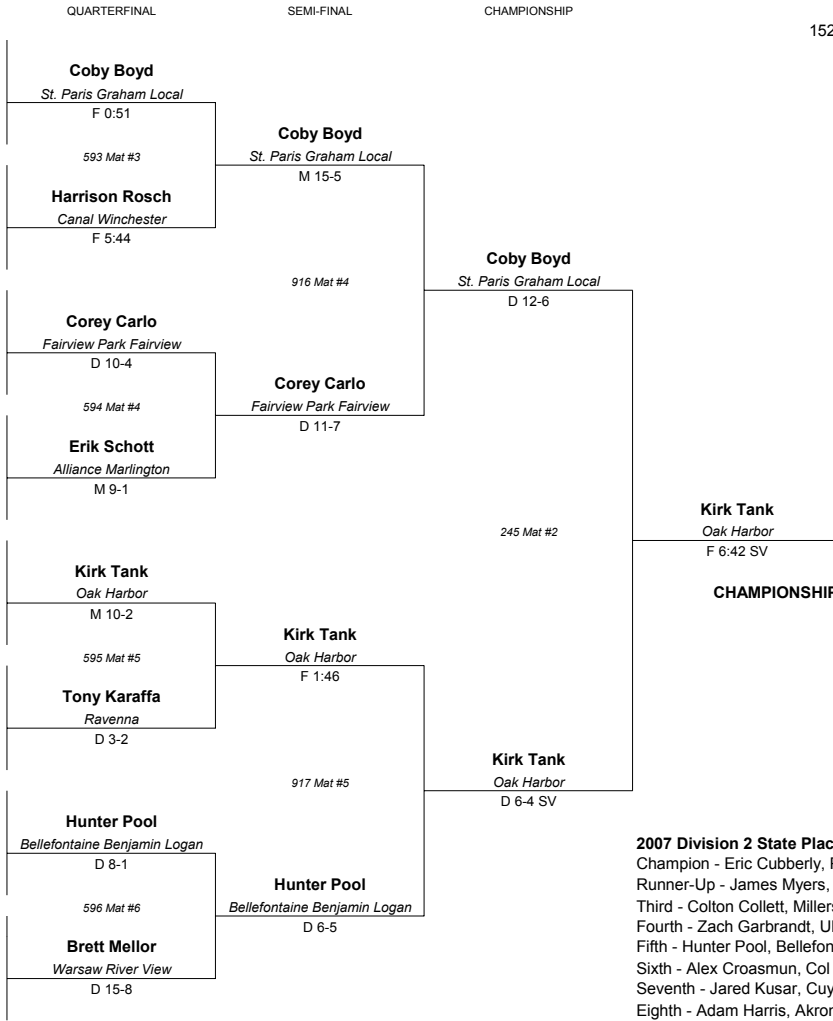 QUARTERFINAL SEMI-FINAL CHAMPIONSHIP
152
Coby Boyd
St. Paris Graham Local
F 0:51
593 Mat #3
Harrison Rosch
Canal Winchester
F 5:44
Corey Carlo
Fairview Park Fairview
D 10-4
594 Mat #4
Erik Schott
Alliance Marlington
M 9-1
Kirk Tank
Oak Harbor
M 10-2
595 Mat #5
Tony Karaffa
Ravenna
D 3-2
Hunter Pool
Bellefontaine Benjamin Logan
D 8-1
596 Mat #6
Brett Mellor
Warsaw River View
D 15-8
Coby Boyd
St. Paris Graham Local
M 15-5
916 Mat #4
Corey Carlo
Fairview Park Fairview
D 11-7
Kirk Tank
Oak Harbor
F 1:46
917 Mat #5
Hunter Pool
Bellefontaine Benjamin Logan
D 6-5
Coby Boyd
St. Paris Graham Local
D 12-6
245 Mat #2
Kirk Tank
Oak Harbor
D 6-4 SV
Kirk Tank
Oak Harbor
F 6:42 SV
CHAMPIONSHIP
2007 Division 2 State Plac
Champion - Eric Cubberly,
Runner-Up - James Myers,
Third - Colton Collett, Millers
Fourth - Zach Garbrandt,
Fifth - Hunter Pool, Bellefon
Sixth - Alex Croasmun, Col
Seventh - Jared Kusar, Cuy
Eighth - Adam Harris, Akron